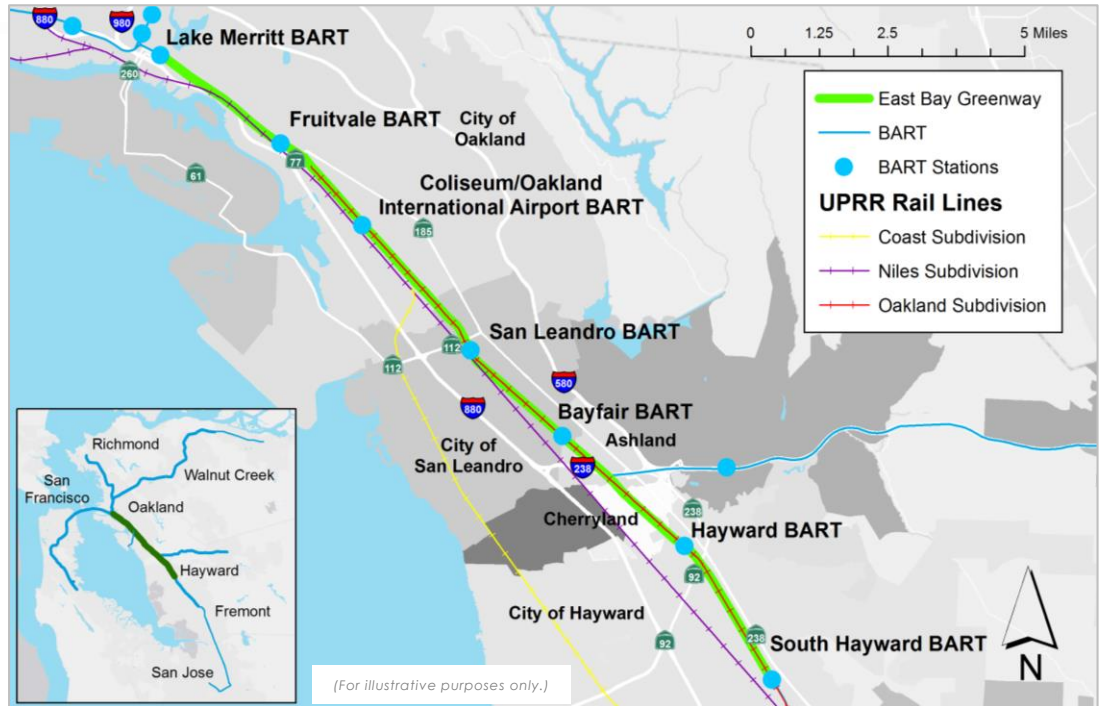 880
980
Lake Merritt BART
260
Fruitvale BART
City of
Oakland
77
61
Coliseum/Oakland
International Airport BART
185
San Leandro BART
112
112
580
880
Bayfair BART
Ashland
City of
San Leandro
238
Cherryland
238
Hayward BART
92
City of Hayward
92
238
South Hayward BART
0 1.25 2.5 5 Miles
East Bay Greenway
BART
BART Stations
UPRR Rail Lines
Coast Subdivision
Niles Subdivision
Oakland Subdivision
Richmond
Walnut Creek
San
Francisco
Oakland
Hayward
Fremont
San Jose
(For illustrative purposes only.)
N